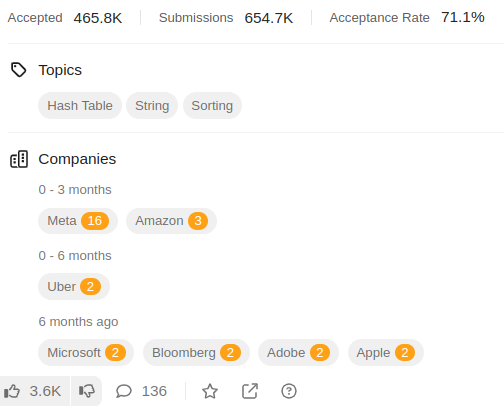 Accepted 465.8K Submissions 654.7K Acceptance Rate 71.1%
Topics
Hash Table String Sorting
Companies
0 - 3 months
Meta 16 Amazon 3
0 - 6 months
Uber 2
6 months ago
Microsoft 2 Bloomberg 2 Adobe 2 Apple 2
3.6K 136